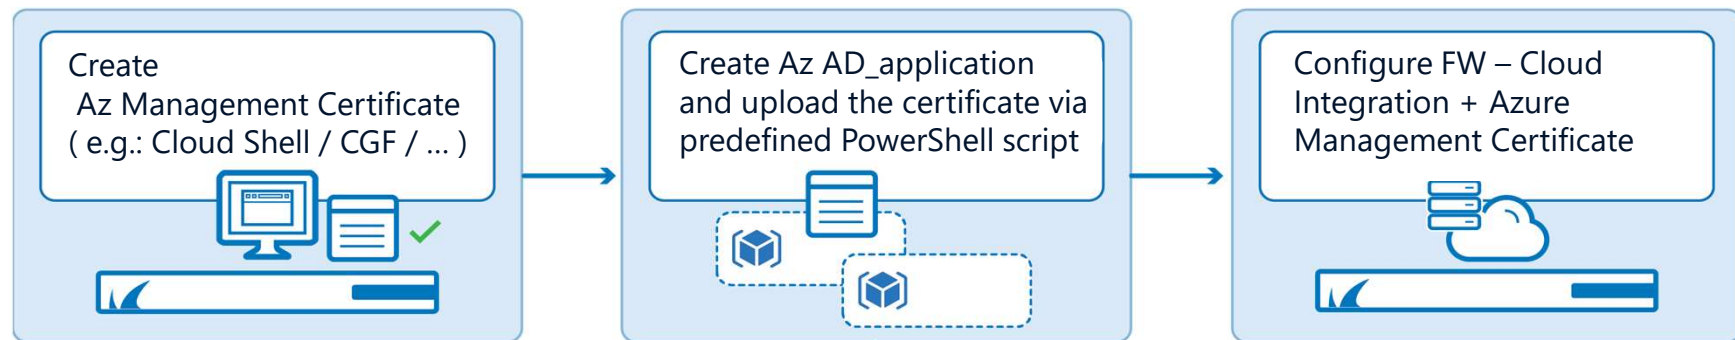 Create
Az Management Certificate
( e.g.: Cloud Shell / CGF / ... )
Create Az AD_application
and upload the certificate via
predefined PowerShell script
Configure FW – Cloud
Integration + Azure
Management Certificate